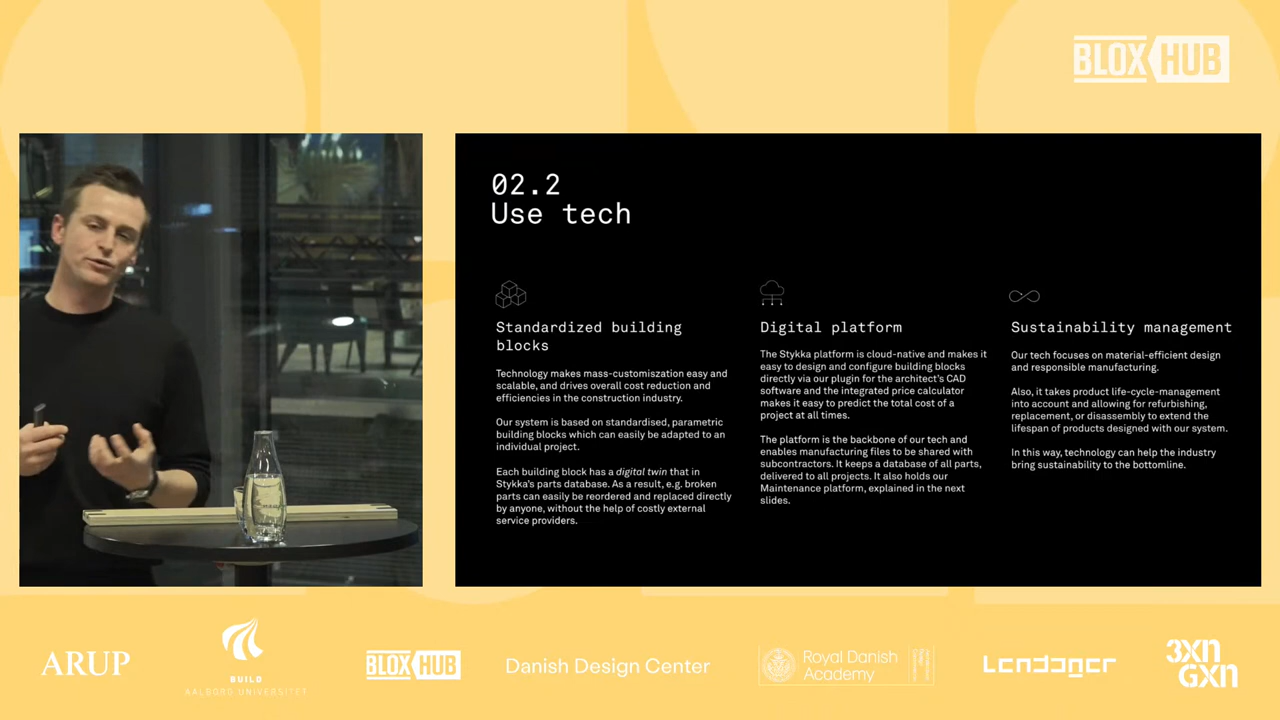 BLOXHUB
02.2
Use tech
Standardized building
blocks
Technology makes mass-customiszation easy and
scalable, and drives overall cost reduction and
efficiencies in the construction industry.
Our system is based on standardised, parametric
building blocks which can easily be adapted to an
individual project.
Each building block has a digital twin that in
Stykka's parts database. As a result, e.g. broken
parts can easily be reordered and replaced directly
by anyone, without the help of costly external
service providers.
Digital platform
The Stykka platform is cloud-native and makes it
easy to design and configure building blocks
directly via our plugin for the architect's CAD
software and the integrated price calculator
makes it easy to predict the total cost of a
project at all times.
The platform is the backbone of our tech and
enables manufacturing files to be shared with
subcontractors. It keeps a database of all parts,
delivered to all projects. It also holds our
Maintenance platform, explained in the next
slides.
Sustainability management
Our tech focuses on material-efficient design
and responsible manufacturing.
Also, it takes product life-cycle-management
into account and allowing for refurbishing,
replacement, or disassembly to extend the
lifespan of products designed with our system.
In this way, technology can help the industry
bring sustainability to the bottomline.
ARUP
BUILD
AALBORG UNIVERSITET
BLOXHUB
Danish Design Center
Royal Danish
Academy
Lendager
3XN
GXN